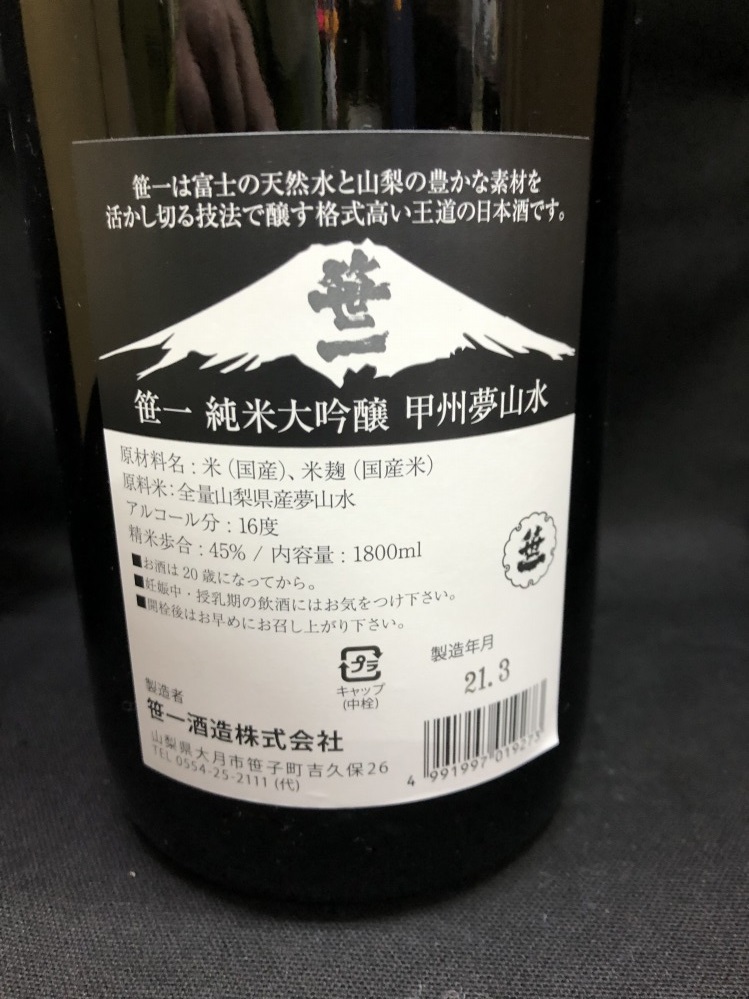 笹一は富士の天然水と山梨の豊かな素材を
活かし切る技法で醸す格式高い王道の日本酒です。
笹一
笹一 純米大吟醸 甲州夢山水
原材料名：米（国産）、米麹（国産米）
原料米：全量山梨県産夢山水
アルコール分：16度
精米歩合：45% / 内容量：1800ml
■お酒は20歳になってから。
■妊娠中・授乳期の飲酒にはお気をつけ下さい。
■開栓後はお早めにお召し上がり下さい。
笹一
プラ
キャップ
(中栓)
製造年月
21.3
製造者
笹一酒造株式会社
山梨県大月市笹子町吉久保26
TEL 0554-25-2111 (代)
4 991997 019273